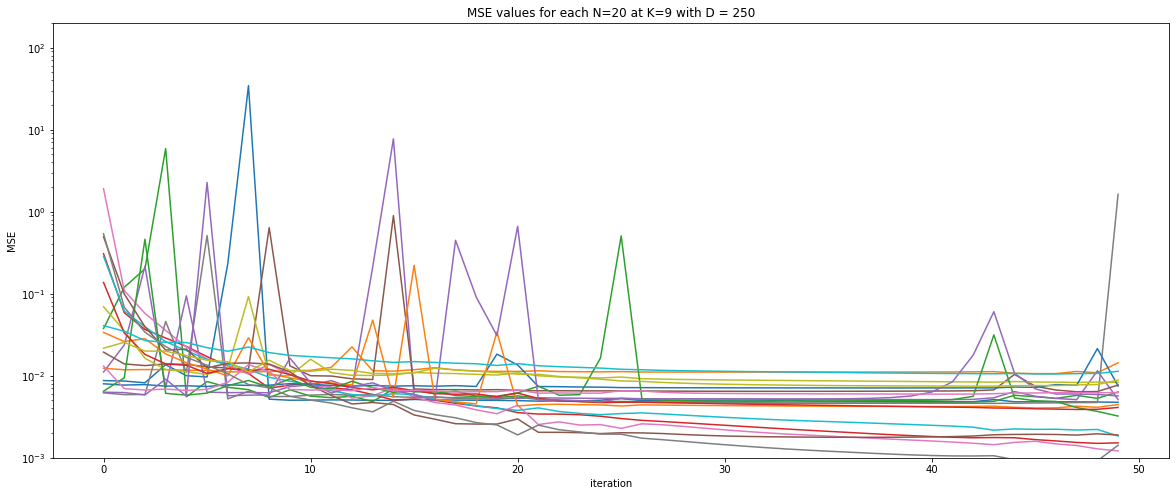 MSE values for each N=20 at K=9 with D = 250
10²
10¹
10⁰
10⁻¹
10⁻²
10⁻³
MSE
0 10 20 30 40 50
iteration